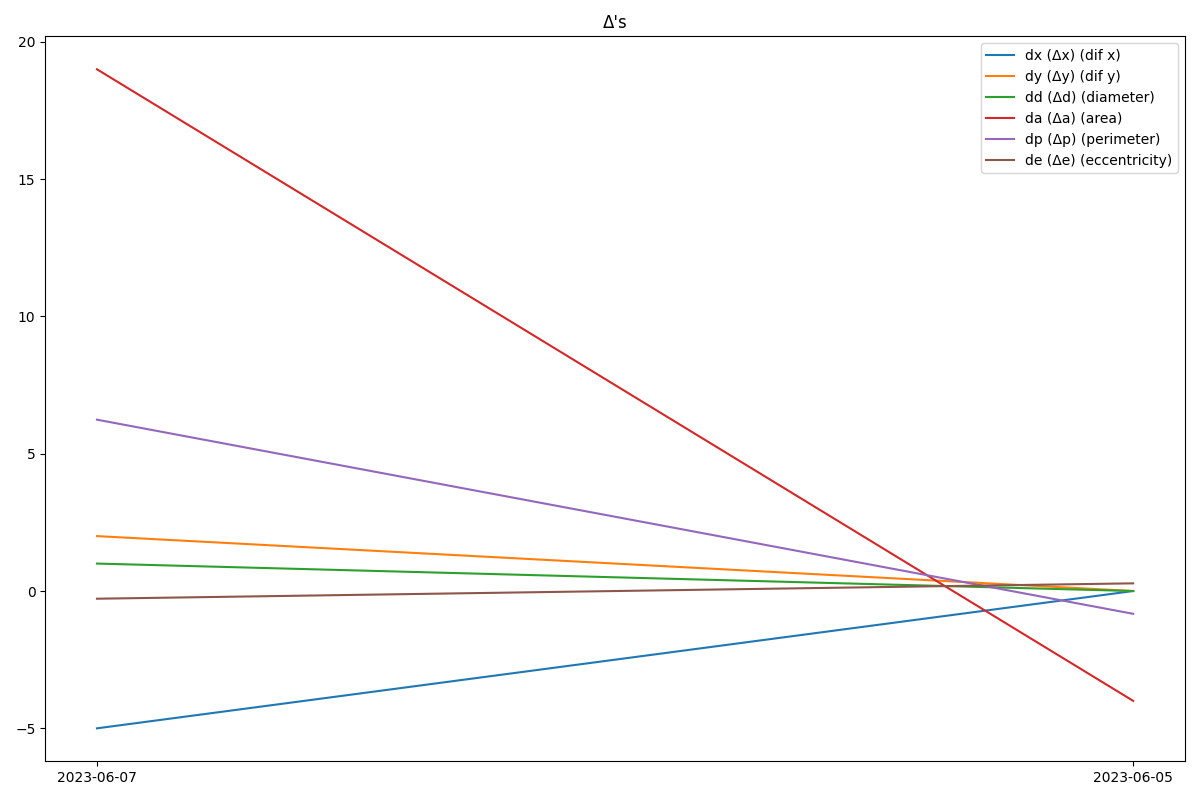 Δ's
20
15
10
5
0
−5
2023-06-07
2023-06-05
dx (Δx) (dif x)
dy (Δy) (dif y)
dd (Δd) (diameter)
da (Δa) (area)
dp (Δp) (perimeter)
de (Δe) (eccentricity)